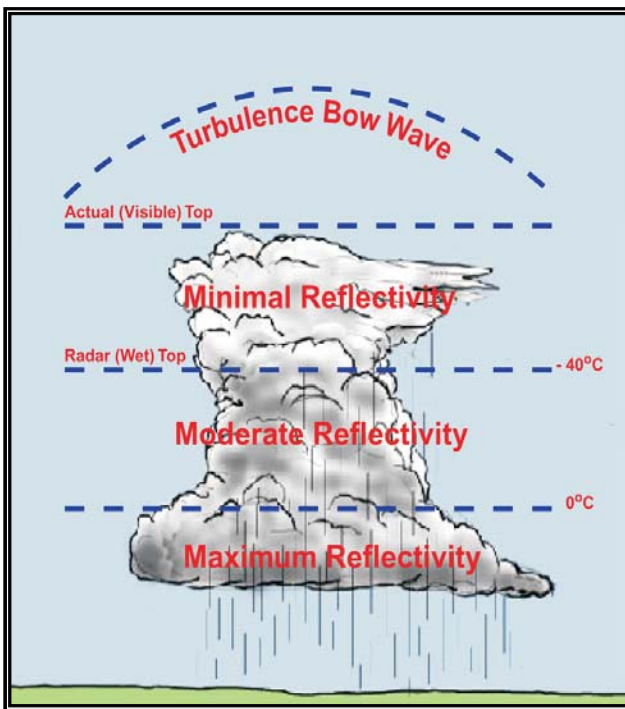 Turbulence Bow Wave
Actual (Visible) Top
Minimal Reflectivity
Radar (Wet) Top
- 40°C
Moderate Reflectivity
0°C
Maximum Reflectivity